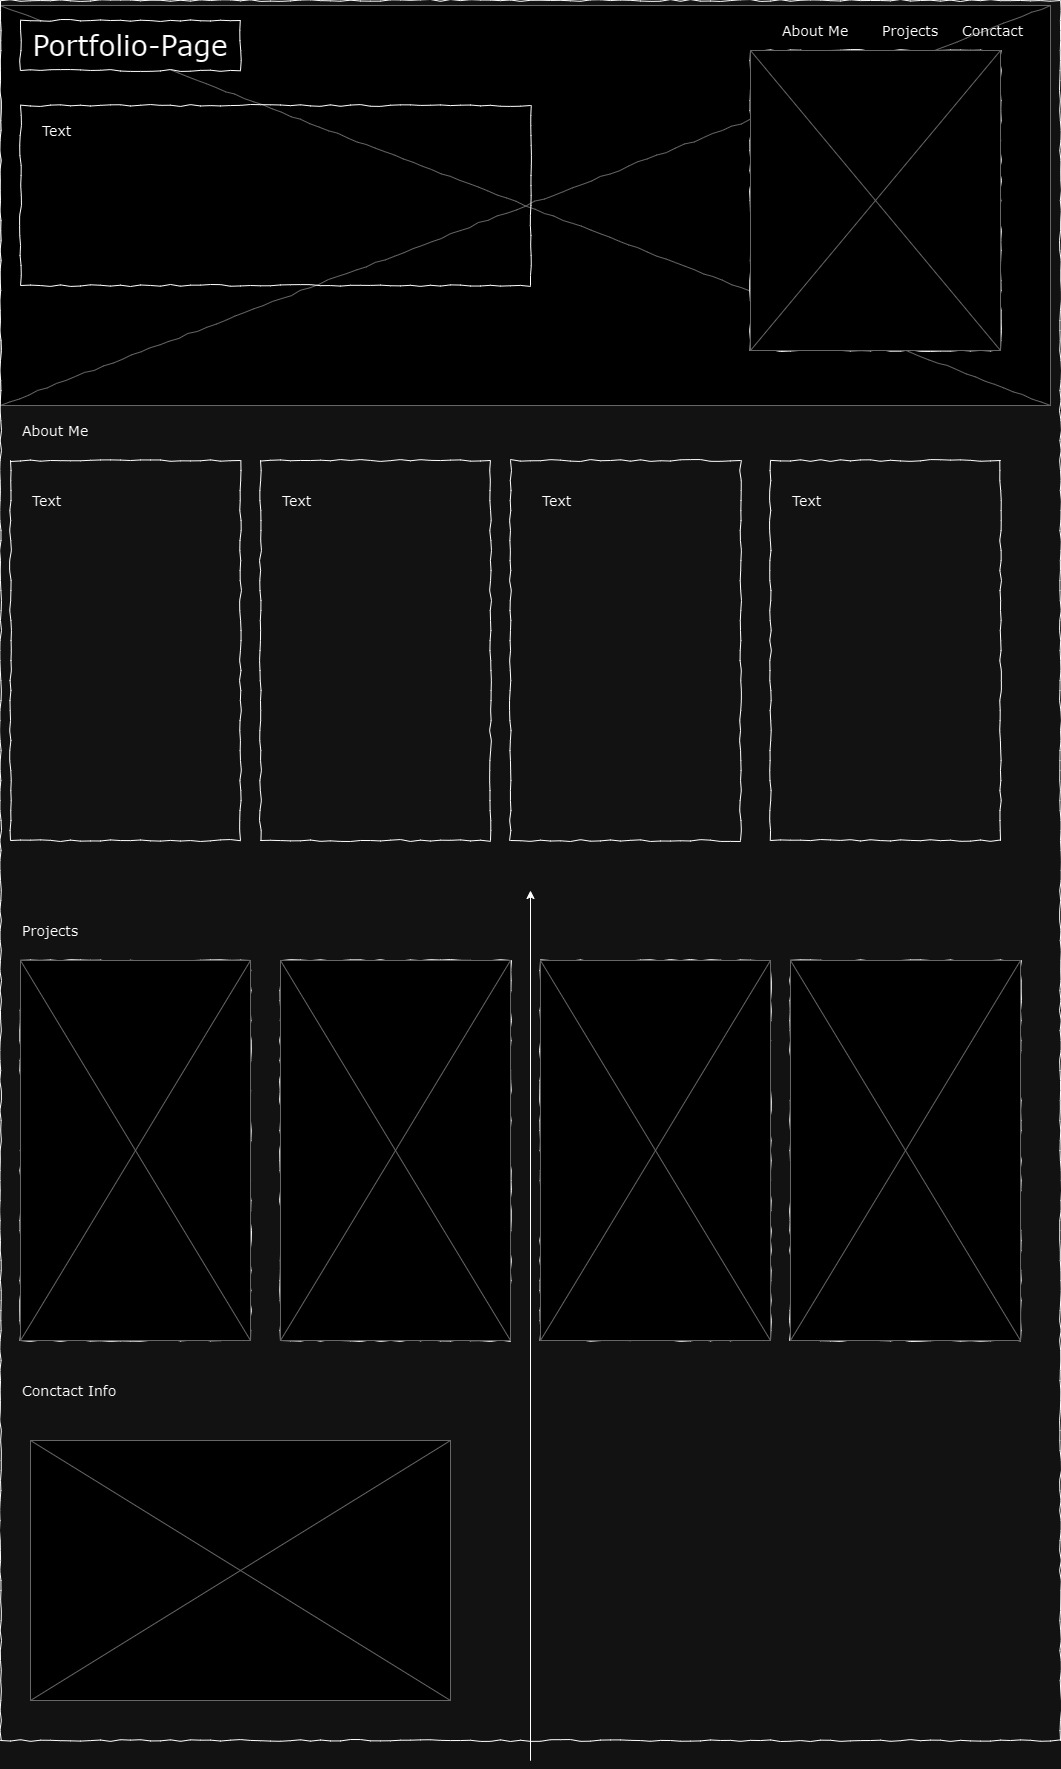 Portfolio-Page
About Me
Projects
Conctact
Text
About Me
Text
Text
Text
Text
Projects
Conctact Info